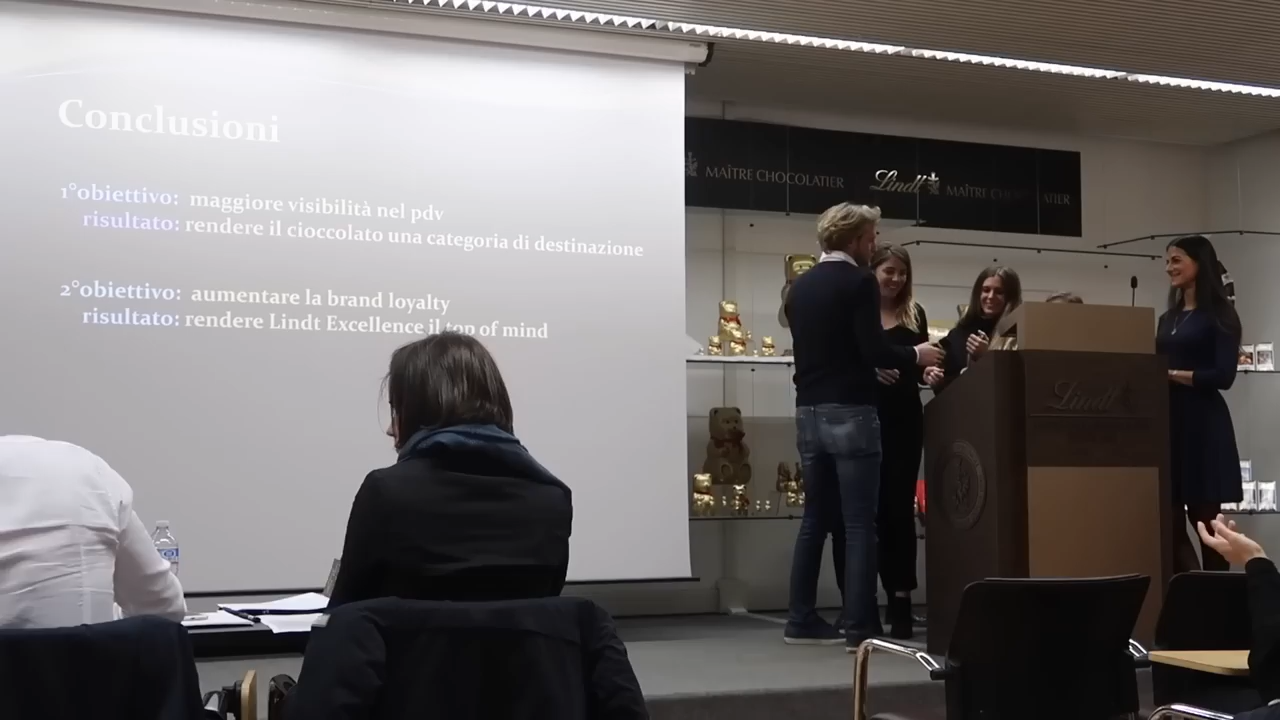 Conclusioni
1°obiettivo: maggiore visibilità nel pdv
risultato: rendere il cioccolato una categoria di destinazione
2°obiettivo: aumentare la brand loyalty
risultato: rendere Lindt Excellence il top of mind
MAÎTRE CHOCOLATIER Lindt MAÎTRE CHOCOLATIER
Lindt